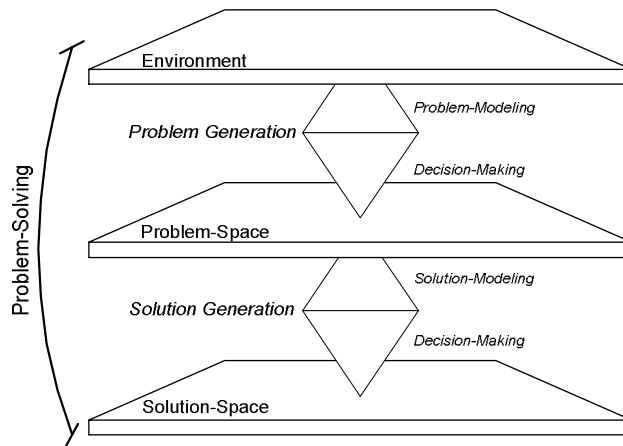 Environment
Problem-Modeling
Problem Generation
Decision-Making
Problem-Space
Solution-Modeling
Solution Generation
Decision-Making
Solution-Space
Problem-Solving